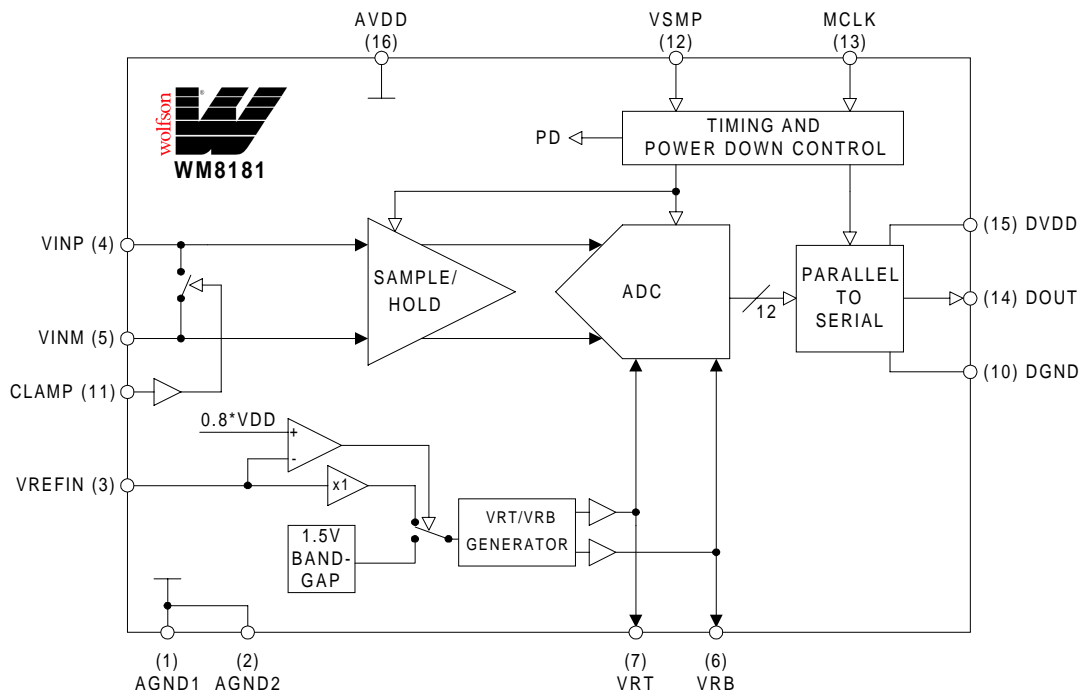 AVDD
(16)
VSMP
(12)
MCLK
(13)
wolfson
®
WM8181
PD
TIMING AND
POWER DOWN CONTROL
VINP (4)
SAMPLE/
HOLD
ADC
12
PARALLEL
TO
SERIAL
(15) DVDD
(14) DOUT
(10) DGND
VINM (5)
CLAMP (11)
0.8*VDD
+
-
VREFIN (3)
x1
1.5V
BAND-
GAP
VRT/VRB
GENERATOR
(1)
AGND1
(2)
AGND2
(7)
VRT
(6)
VRB